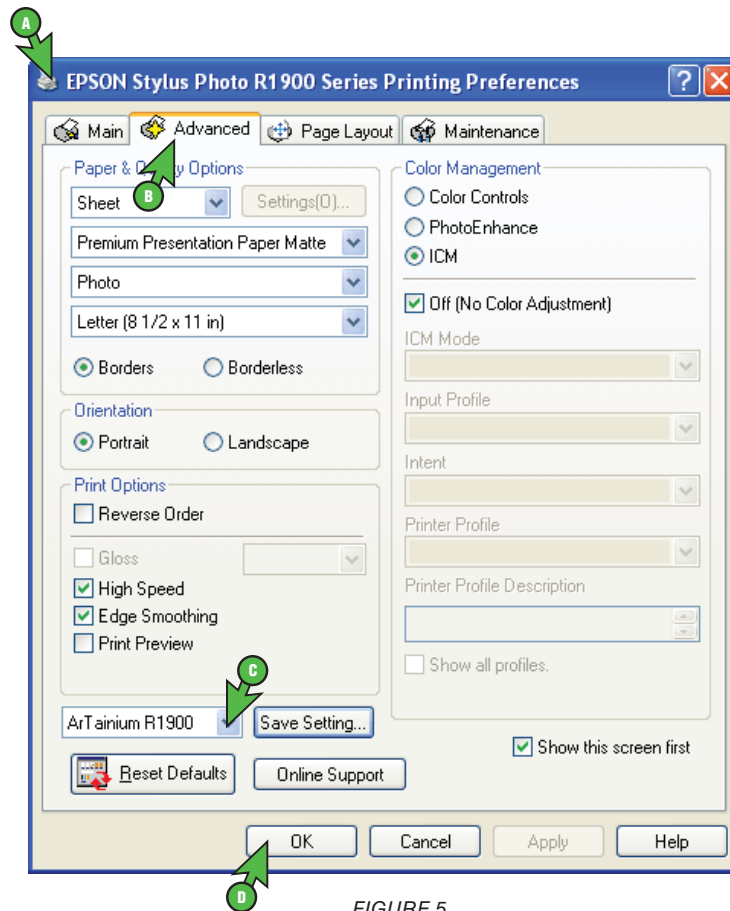 A
EPSON Stylus Photo R1900 Series Printing Preferences
Main Advanced Page Layout Maintenance
B
Paper & Quality Options
Sheet Settings(O)...
Premium Presentation Paper Matte
Photo
Letter (8 1/2 x 11 in)
Borders Borderless
Orientation
Portrait Landscape
Print Options
Reverse Order
Gloss
High Speed
Edge Smoothing
Print Preview
C
ArTainium R1900 Save Setting...
Reset Defaults Online Support
Color Management
Color Controls
PhotoEnhance
ICM
Off (No Color Adjustment)
ICM Mode
Input Profile
Intent
Printer Profile
Printer Profile Description
Show all profiles.
Show this screen first
OK Cancel Apply Help
D
FIGURE 5